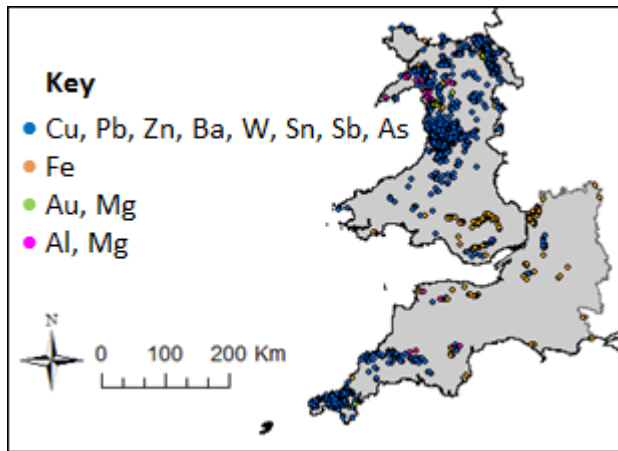 Key
Cu, Pb, Zn, Ba, W, Sn, Sb, As
Fe
Au, Mg
Al, Mg
N
0 100 200 Km